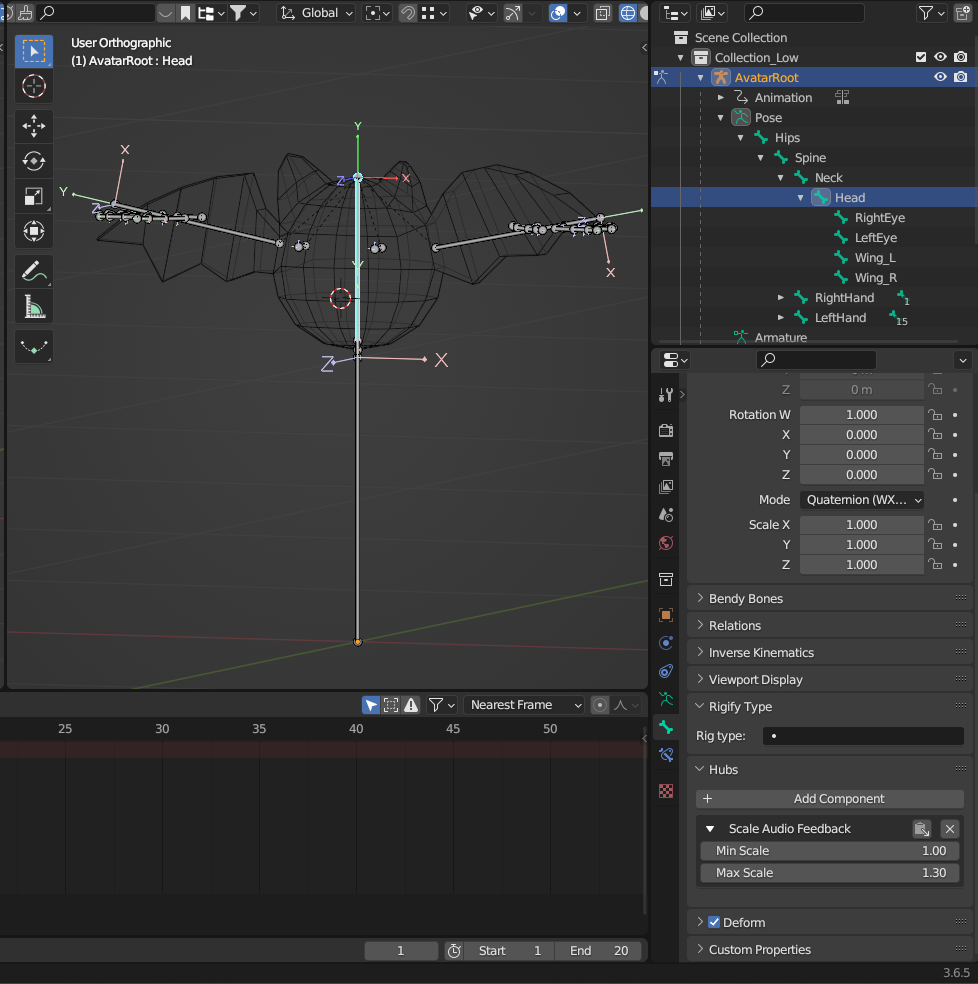 Global
User Orthographic
(1) AvatarRoot : Head
Y
X
Y
Z
Z
X
Z
X
Z
X
25 30 35 40 45 50
Nearest Frame
1 Start 1 End 20
Scene Collection
Collection_Low
AvatarRoot
Animation
Pose
Hips
Spine
Neck
Head
RightEye
LeftEye
Wing_L
Wing_R
RightHand 1
LeftHand 15
Armature
Z 0 m
Rotation W 1.000
X 0.000
Y 0.000
Z 0.000
Mode Quaternion (WX...
Scale X 1.000
Y 1.000
Z 1.000
Bendy Bones
Relations
Inverse Kinematics
Viewport Display
Rigify Type
Rig type:
Hubs
+ Add Component
Scale Audio Feedback
Min Scale 1.00
Max Scale 1.30
Deform
Custom Properties
3.6.5